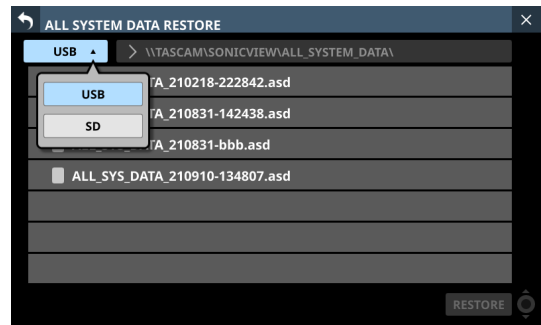 ALL SYSTEM DATA RESTORE
USB
\\TASCAM\SONICVIEW\ALL_SYSTEM_DATA\
TA_210218-222842.asd
USB
TA_210831-142438.asd
SD
DATA_210831-bbb.asd
ALL_SYS_DATA_210910-134807.asd
RESTORE